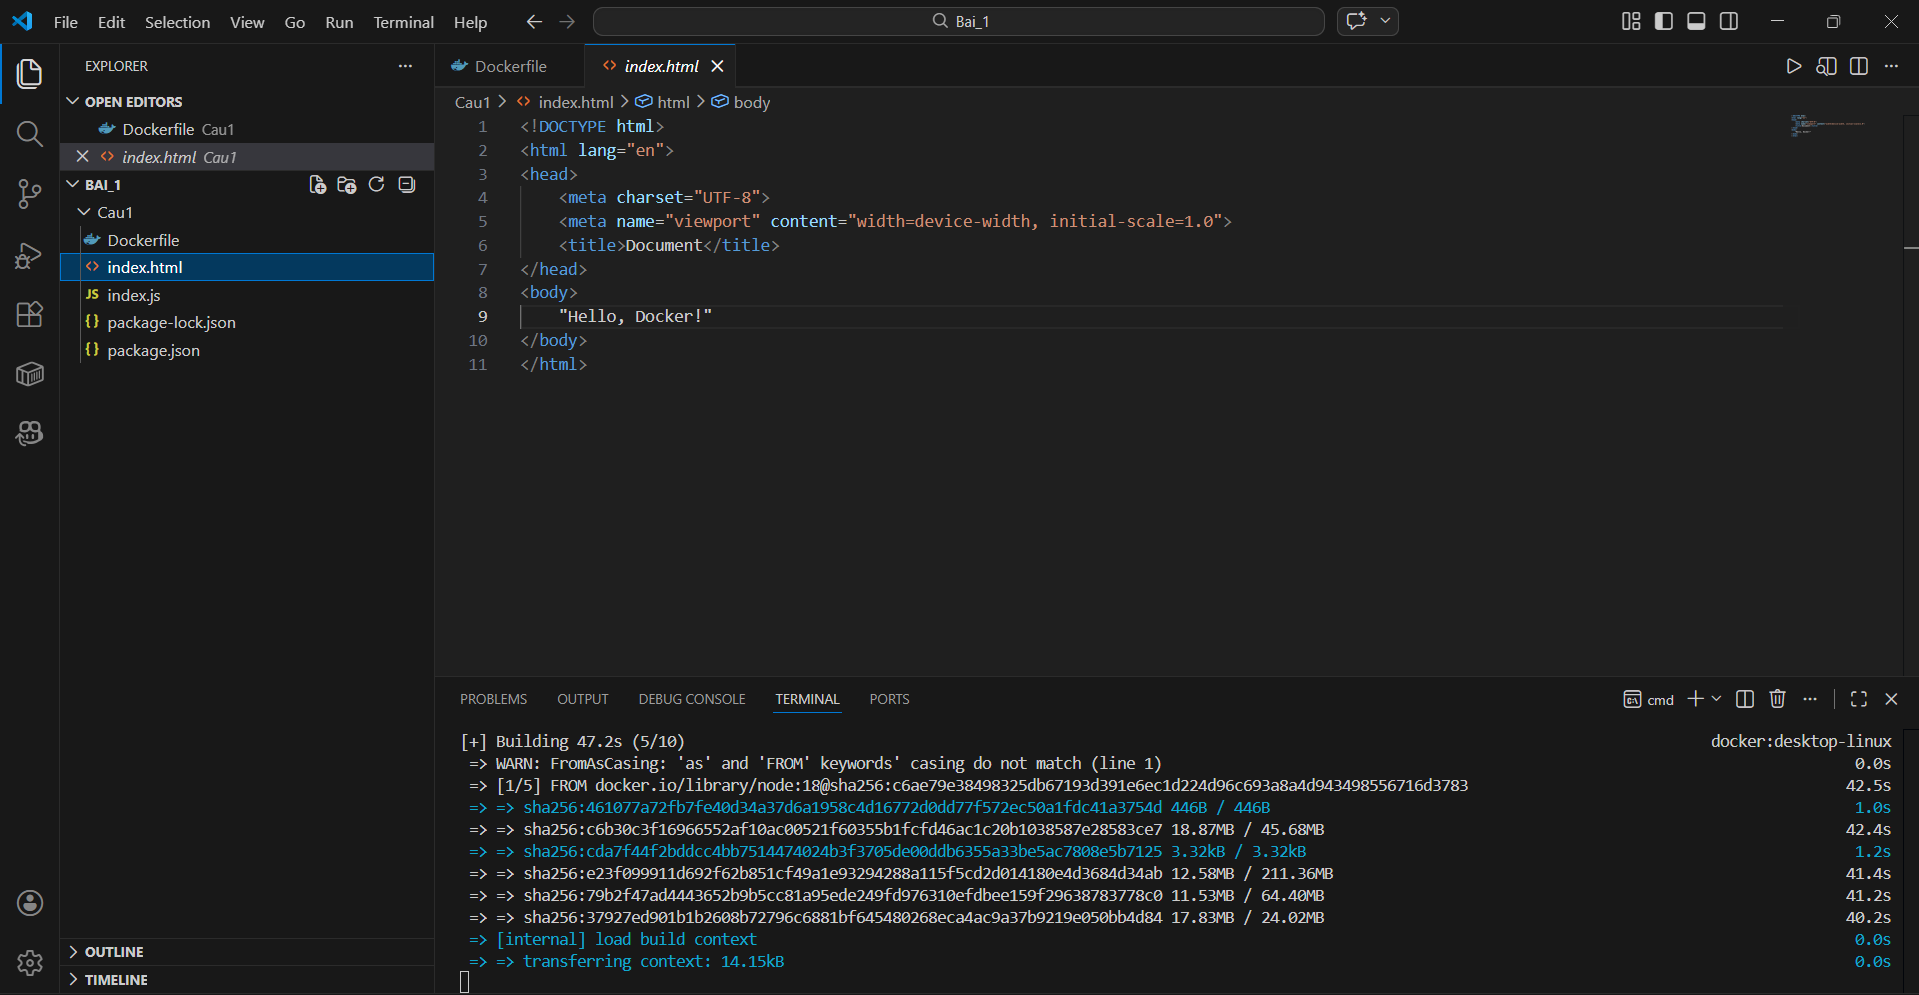 File Edit Selection View Go Run Terminal Help
Bai_1
EXPLORER
OPEN EDITORS
Dockerfile Cau1
index.html Cau1
BAI_1
Cau1
Dockerfile
index.html
index.js
package-lock.json
package.json
OUTLINE
TIMELINE
Dockerfile
index.html
Cau1 > index.html > html > body
1 <!DOCTYPE html>
2 <html lang="en">
3 <head>
4 <meta charset="UTF-8">
5 <meta name="viewport" content="width=device-width, initial-scale=1.0">
6 <title>Document</title>
7 </head>
8 <body>
9 "Hello, Docker!"
10 </body>
11 </html>
PROBLEMS OUTPUT DEBUG CONSOLE TERMINAL PORTS
cmd
[+] Building 47.2s (5/10) docker:desktop-linux
=> WARN: FromAsCasing: 'as' and 'FROM' keywords' casing do not match (line 1) 0.0s
=> [1/5] FROM docker.io/library/node:18@sha256:c6ae79e38498325db67193d391e6ec1d224d96c693a8a4d943498556716d3783 42.5s
=> => sha256:461077a72fb7fe40d34a37d6a1958c4d16772d0dd77f572ec50a1fdc41a3754d 446B / 446B 1.0s
=> => sha256:c6b30c3f16966552af10ac00521f60355b1fcfd46ac1c20b1038587e28583ce7 18.87MB / 45.68MB 42.4s
=> => sha256:cda7f44f2bddcc4bb7514474024b3f3705de00ddb6355a33be5ac7808e5b7125 3.32kB / 3.32kB 1.2s
=> => sha256:e23f099911d692f62b851cf49a1e93294288a115f5cd2d014180e4d3684d34ab 12.58MB / 211.36MB 41.4s
=> => sha256:79b2f47ad4443652b9b5cc81a95ede249fd976310efdbee159f29638783778c0 11.53MB / 64.40MB 41.2s
=> => sha256:37927ed901b1b2608b72796c6881bf645480268eca4ac9a37b9219e050bb4d84 17.83MB / 24.02MB 40.2s
=> [internal] load build context 0.0s
=> => transferring context: 14.15kB 0.0s